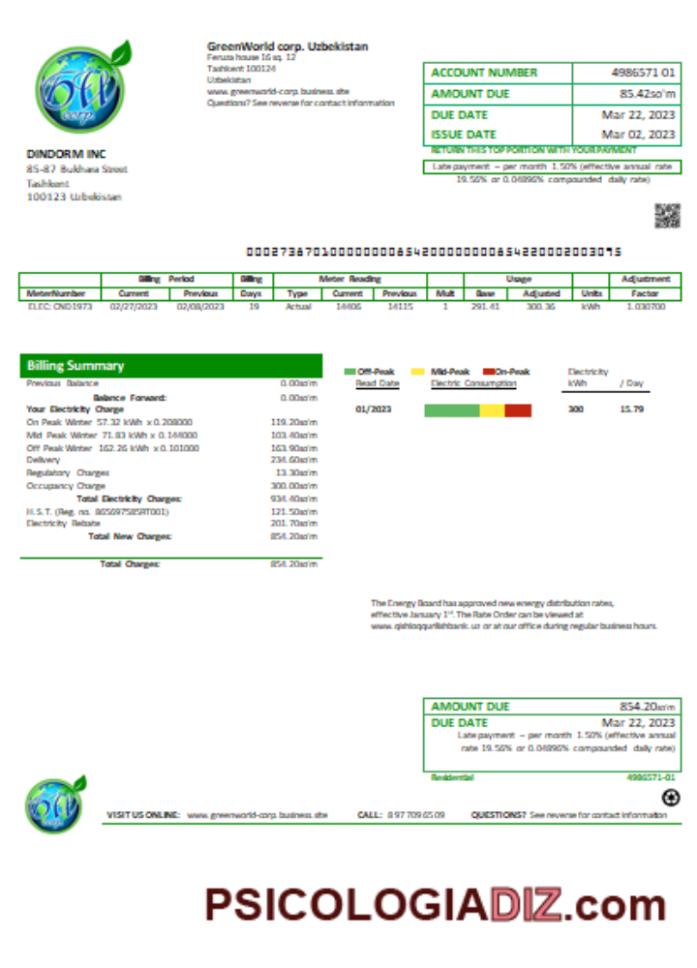 GreenWorld corp. Uzbekistan
Feruza house 16 sq. 12
Tashkent 100124
Uzbekistan
www.greenworld-corp.business.site
Questions? See reverse for contact information
ACCOUNT NUMBER 4986571 01
AMOUNT DUE 85.42so'm
DUE DATE Mar 22, 2023
ISSUE DATE Mar 02, 2023
RETURN THIS TOP PORTION WITH YOUR PAYMENT
Late payment – per month 1.50% (effective annual rate
19.56% or 0.04896% compounded daily rate)
corp.
DINDORM INC
85-87 Bukhara Street
Tashkent
100123 Uzbekistan
Billing Period Billing Meter Reading Usage Adjustment
MeterNumber Current Previous Days Type Current Previous Mult Base Adjusted Units Factor
ELEC: CND1973 02/27/2023 02/08/2023 19 Actual 14406 14115 1 291.41 300.36 kWh 1.030700
Billing Summary
Previous Balance 0.00so'm
Balance Forward: 0.00so'm
Your Electricity Charge
On Peak Winter 57.32 kWh x 0.208000 119.20so'm
Mid Peak Winter 71.83 kWh x 0.144000 103.40so'm
Off Peak Winter 162.26 kWh x 0.101000 163.90so'm
Delivery 234.60so'm
Regulatory Charges 13.30so'm
Occupancy Charge 300.00so'm
Total Electricity Charges: 934.40so'm
H.S.T. (Reg. no. 865697585RT001) 121.50so'm
Electricity Rebate 201.70so'm
Total New Charges: 854.20so'm
Total Charges: 854.20so'm
Off-Peak Mid-Peak On-Peak Electricity
Read Date Electric Consumption kWh / Day
01/2023 300 15.79
The Energy Board has approved new energy distribution rates,
effective January 1st. The Rate Order can be viewed at
www.qishloqqurilishbank.uz or at our office during regular business hours.
AMOUNT DUE 854.20so'm
DUE DATE Mar 22, 2023
Late payment – per month 1.50% (effective annual
rate 19.56% or 0.04896% compounded daily rate)
Residential 4986571-01
corp.
VISIT US ONLINE: www.greenworld-corp.business.site CALL: 8 97 709 65 09 QUESTIONS? See reverse for contact information
PSICOLOGIADIZ.com